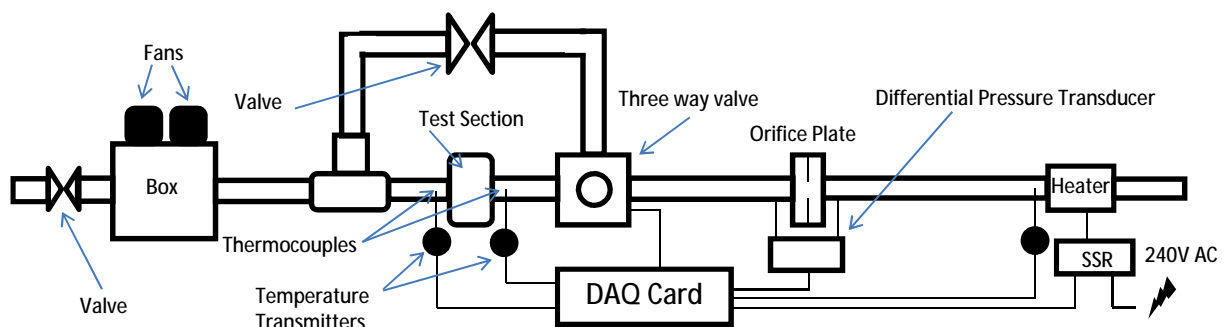 Fans
Valve
Test Section
Three way valve
Differential Pressure Transducer
Orifice Plate
Box
Heater
Thermocouples
Valve
Temperature
Transmitters
DAQ Card
SSR
240V AC